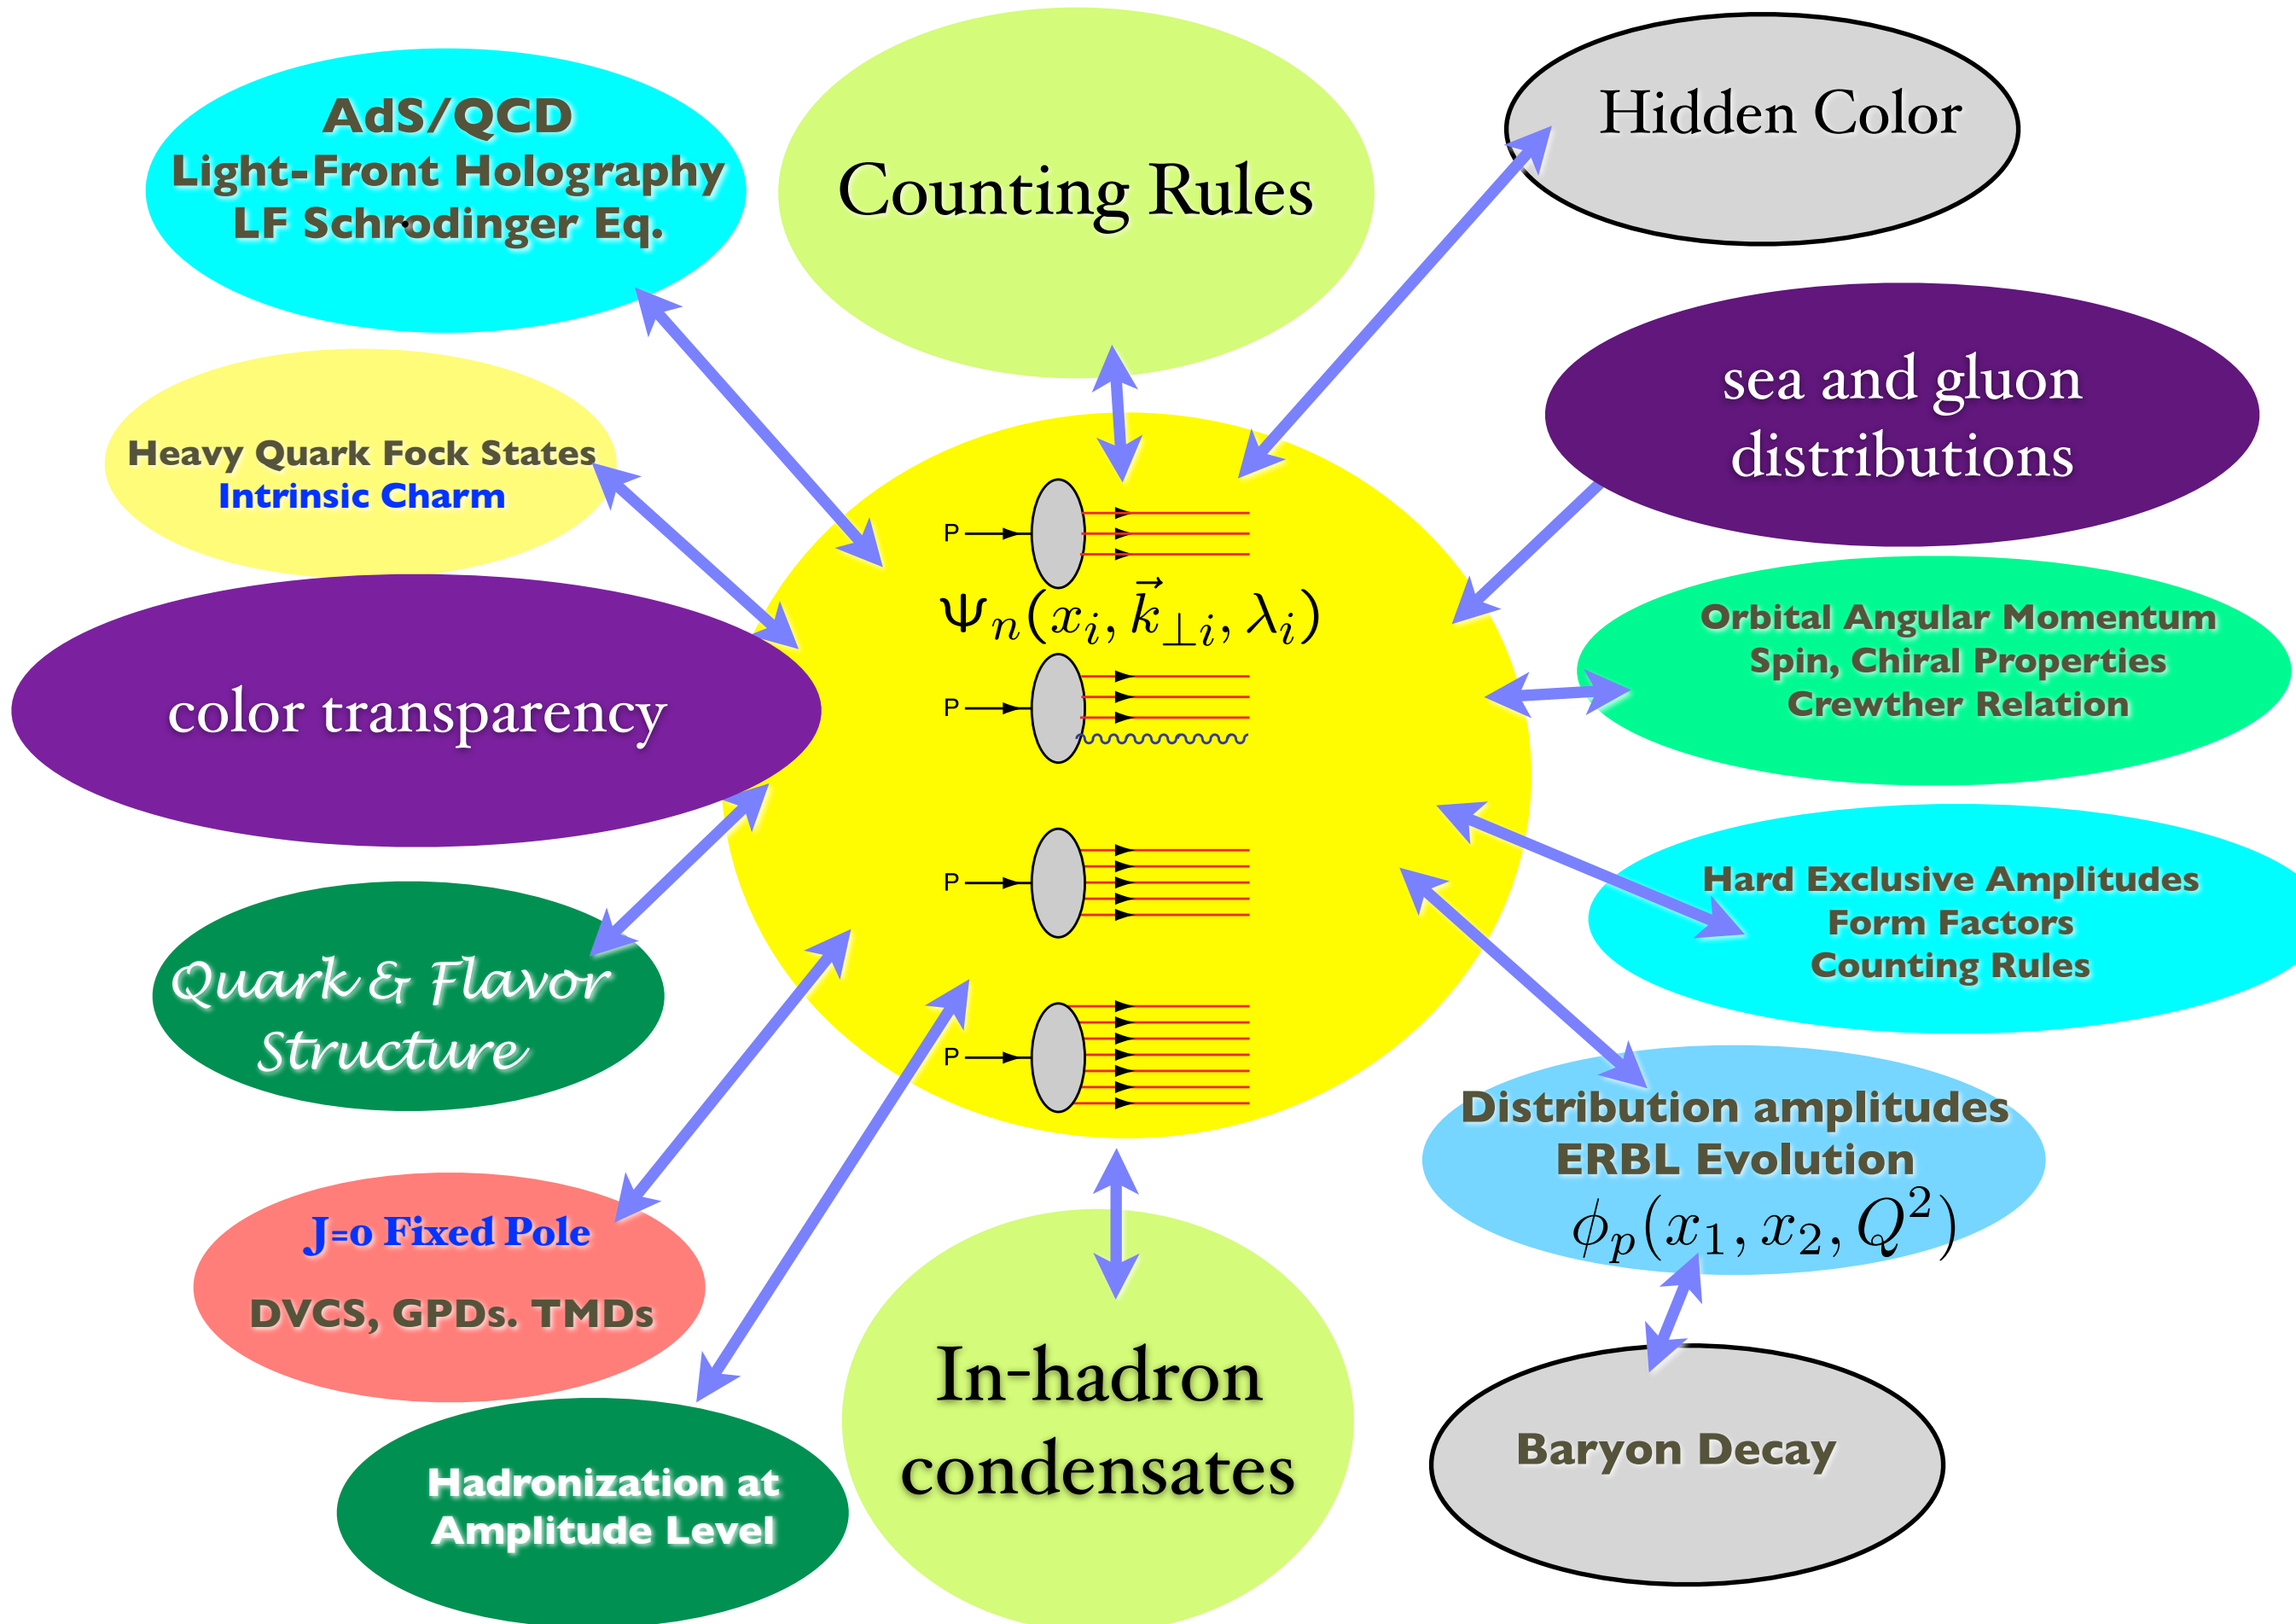 AdS/QCD
Light-Front Holography
LF Schrodinger Eq.
Counting Rules
Hidden Color
sea and gluon
distributions
Heavy Quark Fock States
Intrinsic Charm
P
Ψₙ(xᵢ, k⃗⊥ᵢ, λᵢ)
P
P
P
Orbital Angular Momentum
Spin, Chiral Properties
Crewther Relation
color transparency
Hard Exclusive Amplitudes
Form Factors
Counting Rules
Quark & Flavor
Structure
Distribution amplitudes
ERBL Evolution
ϕₚ(x₁, x₂, Q²)
J=0 Fixed Pole
DVCS, GPDs. TMDs
In-hadron
condensates
Baryon Decay
Hadronization at
Amplitude Level